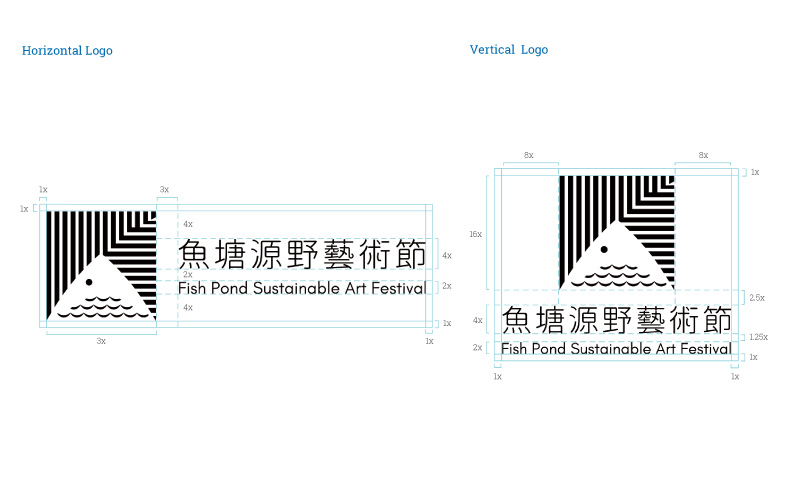 Horizontal Logo
Vertical Logo
8x
8x
1x
1x
3x
1x
4x
16x
魚塘源野藝術節
4x
2x
Fish Pond Sustainable Art Festival
2x
4x
1x
3x
1x
2.5x
魚塘源野藝術節
4x
1.25x
Fish Pond Sustainable Art Festival
2x
1x
1x
1x